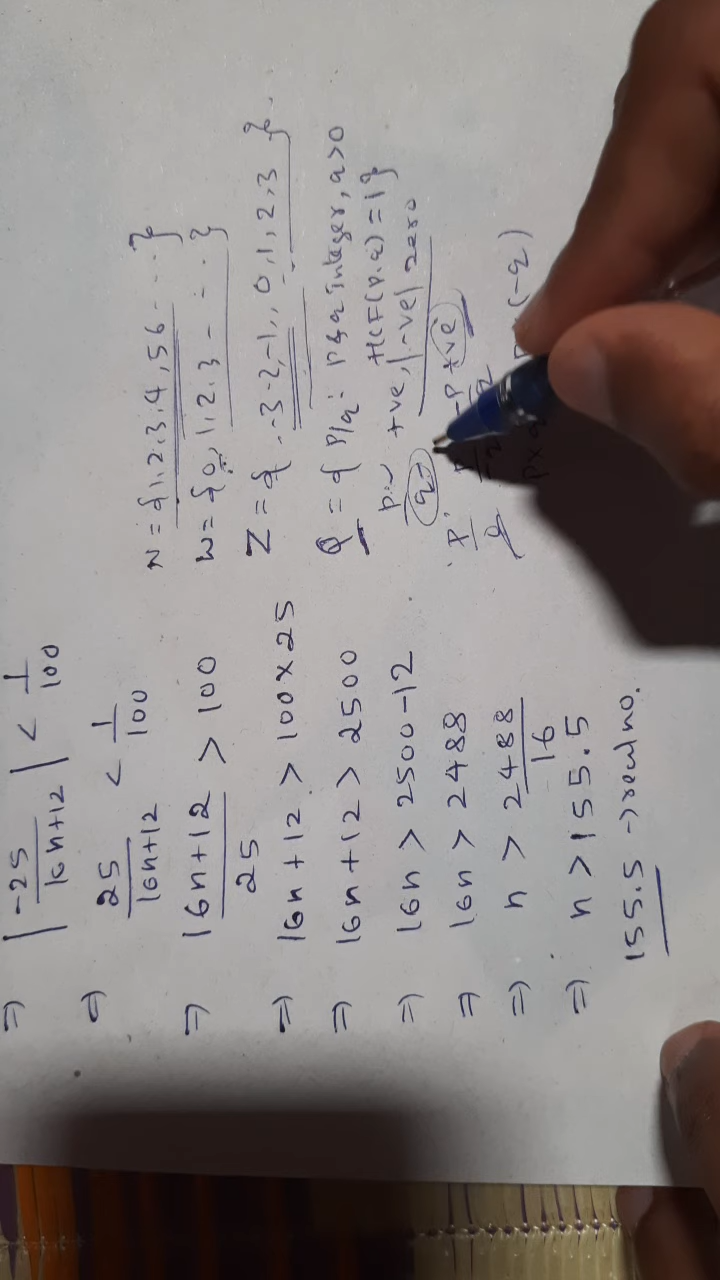 ⇒ | -25 / 16n+12 | < 1/100
⇒ 25 / 16n+12 < 1/100
⇒ 16n+12 / 25 > 100
⇒ 16n + 12 > 100 × 25
⇒ 16n + 12 > 2500
⇒ 16n > 2500-12
⇒ 16n > 2488
⇒ n > 2488 / 16
⇒ n > 155.5
155.5 → real no.
N = {1,2,3,4,56 ...}
W = {0,1,2,3 - ...}
Z = {..-3-2,-1,,0,1,2,3}.
Q = { P/q : P & q integer, q>0
HCF(p.q) = 1}
+ve, | -ve| zero
q+
P / q
-P +ve
(-q)